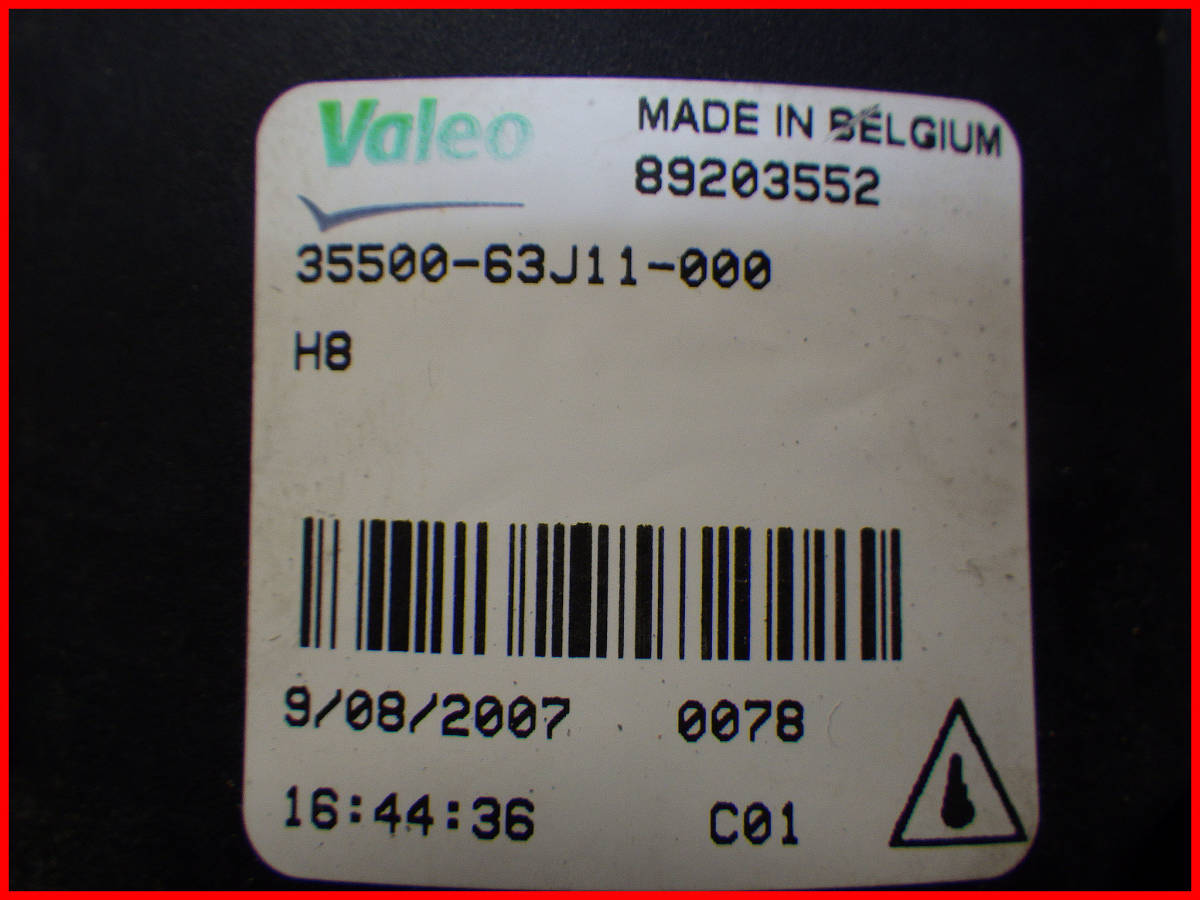 Valeo
MADE IN BELGIUM
89203552
35500-63J11-000
H8
9/08/2007 0078
16:44:36 C01